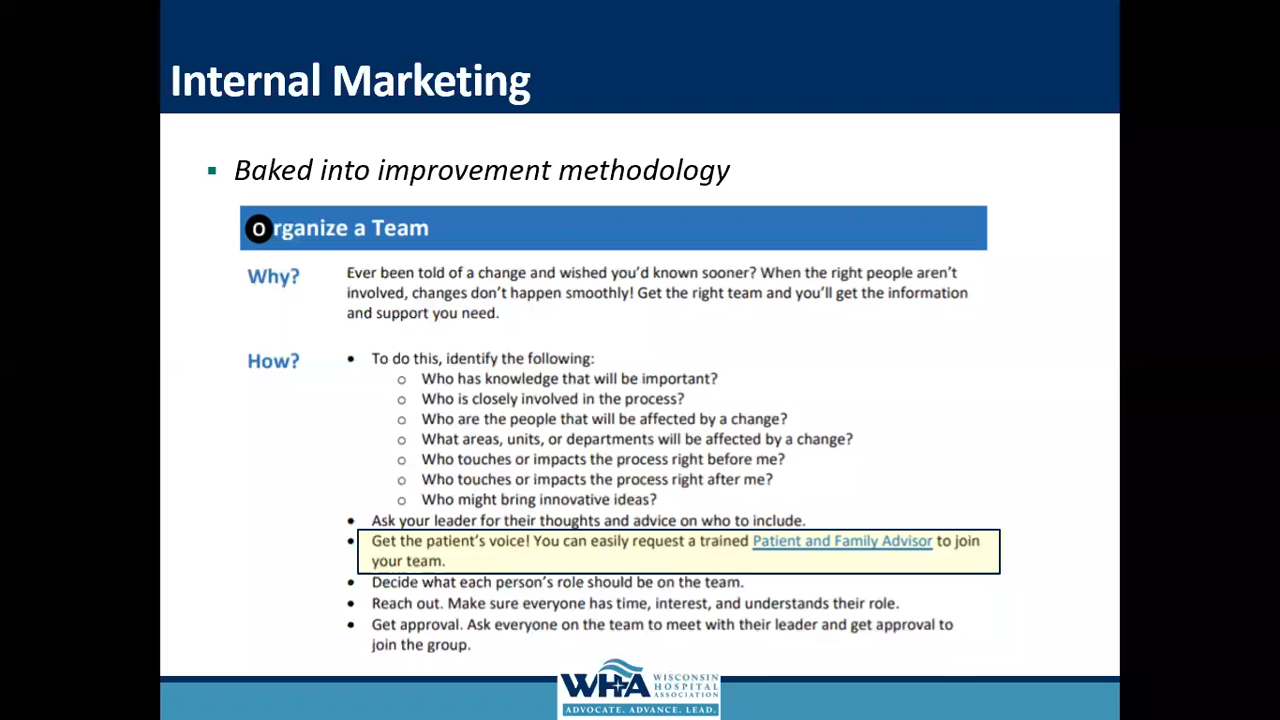 Internal Marketing
Baked into improvement methodology
Organize a Team
Why?
Ever been told of a change and wished you'd known sooner? When the right people aren't
involved, changes don't happen smoothly! Get the right team and you'll get the information
and support you need.
How?
• To do this, identify the following:
o Who has knowledge that will be important?
o Who is closely involved in the process?
o Who are the people that will be affected by a change?
o What areas, units, or departments will be affected by a change?
o Who touches or impacts the process right before me?
o Who touches or impacts the process right after me?
o Who might bring innovative ideas?
• Ask your leader for their thoughts and advice on who to include.
• Get the patient's voice! You can easily request a trained Patient and Family Advisor to join
your team.
• Decide what each person's role should be on the team.
• Reach out. Make sure everyone has time, interest, and understands their role.
• Get approval. Ask everyone on the team to meet with their leader and get approval to
join the group.
WHA WISCONSIN
HOSPITAL
ASSOCIATION
ADVOCATE. ADVANCE. LEAD.